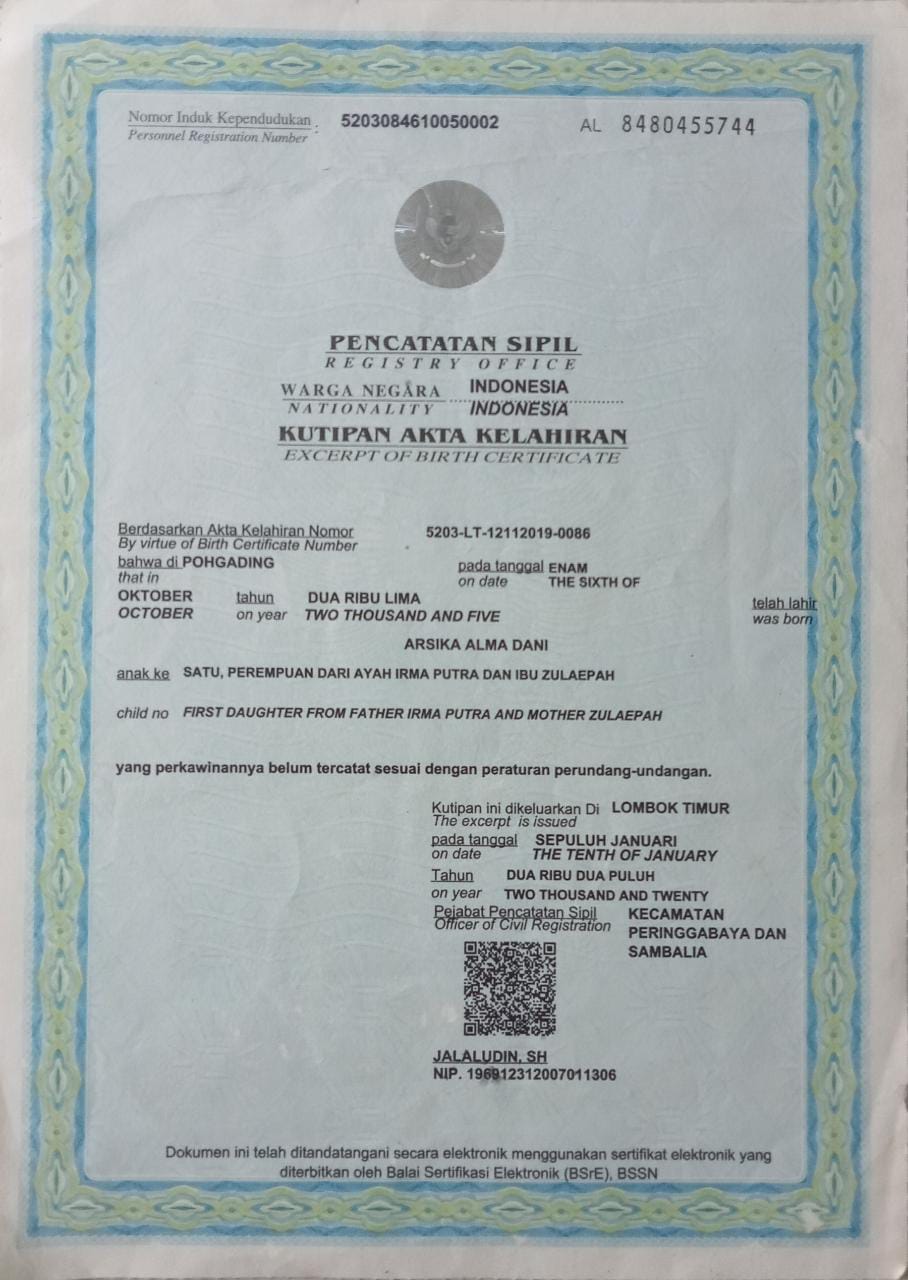 Nomor Induk Kependudukan : 5203084610050002 AL 8480455744
Personnel Registration Number
PENCATATAN SIPIL
REGISTRY OFFICE
WARGA NEGARA INDONESIA
NATIONALITY INDONESIA
KUTIPAN AKTA KELAHIRAN
EXCERPT OF BIRTH CERTIFICATE
Berdasarkan Akta Kelahiran Nomor 5203-LT-12112019-0086
By virtue of Birth Certificate Number
bahwa di POHGADING pada tanggal ENAM
that in on date THE SIXTH OF
OKTOBER tahun DUA RIBU LIMA telah lahir
OCTOBER on year TWO THOUSAND AND FIVE was born
ARSIKA ALMA DANI
anak ke SATU, PEREMPUAN DARI AYAH IRMA PUTRA DAN IBU ZULAEPAH
child no FIRST DAUGHTER FROM FATHER IRMA PUTRA AND MOTHER ZULAEPAH
yang perkawinannya belum tercatat sesuai dengan peraturan perundang-undangan.
Kutipan ini dikeluarkan Di LOMBOK TIMUR
The excerpt is issued
pada tanggal SEPULUH JANUARI
on date THE TENTH OF JANUARY
Tahun DUA RIBU DUA PULUH
on year TWO THOUSAND AND TWENTY
Pejabat Pencatatan Sipil KECAMATAN
Officer of Civil Registration PERINGGABAYA DAN
SAMBALIA
JALALUDIN, SH
NIP. 196912312007011306
Dokumen ini telah ditandatangani secara elektronik menggunakan sertifikat elektronik yang
diterbitkan oleh Balai Sertifikasi Elektronik (BSrE), BSSN